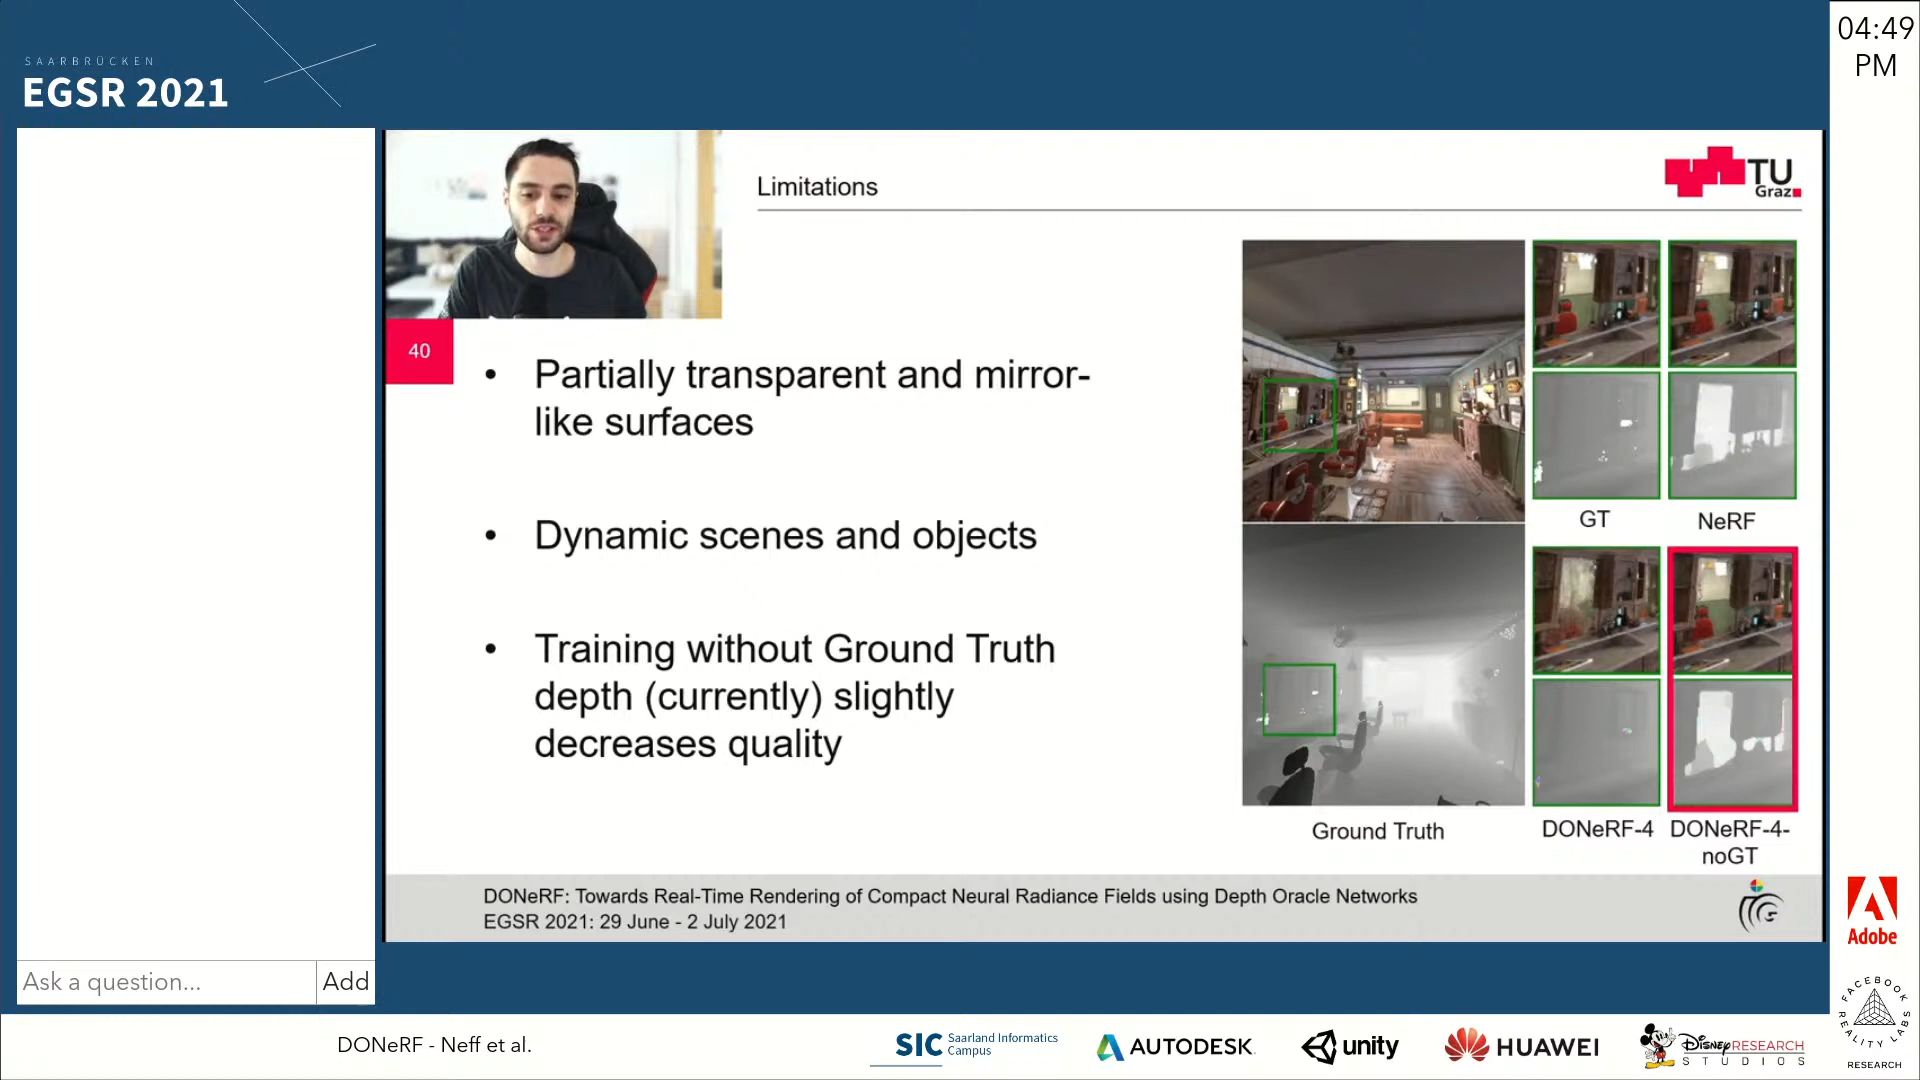 SAARBRÜCKEN
EGSR 2021
04:49
PM
Limitations
TU
Graz
40
• Partially transparent and mirror-
like surfaces
• Dynamic scenes and objects
• Training without Ground Truth
depth (currently) slightly
decreases quality
GT
NeRF
Ground Truth
DONeRF-4
DONeRF-4-
noGT
DONeRF: Towards Real-Time Rendering of Compact Neural Radiance Fields using Depth Oracle Networks
EGSR 2021: 29 June - 2 July 2021
Ask a question...
Add
Adobe
FACEBOOK
REALITY LABS
RESEARCH
DONeRF - Neff et al.
SIC Saarland Informatics
Campus
AUTODESK
unity
HUAWEI
DISNEYRESEARCH
STUDIOS